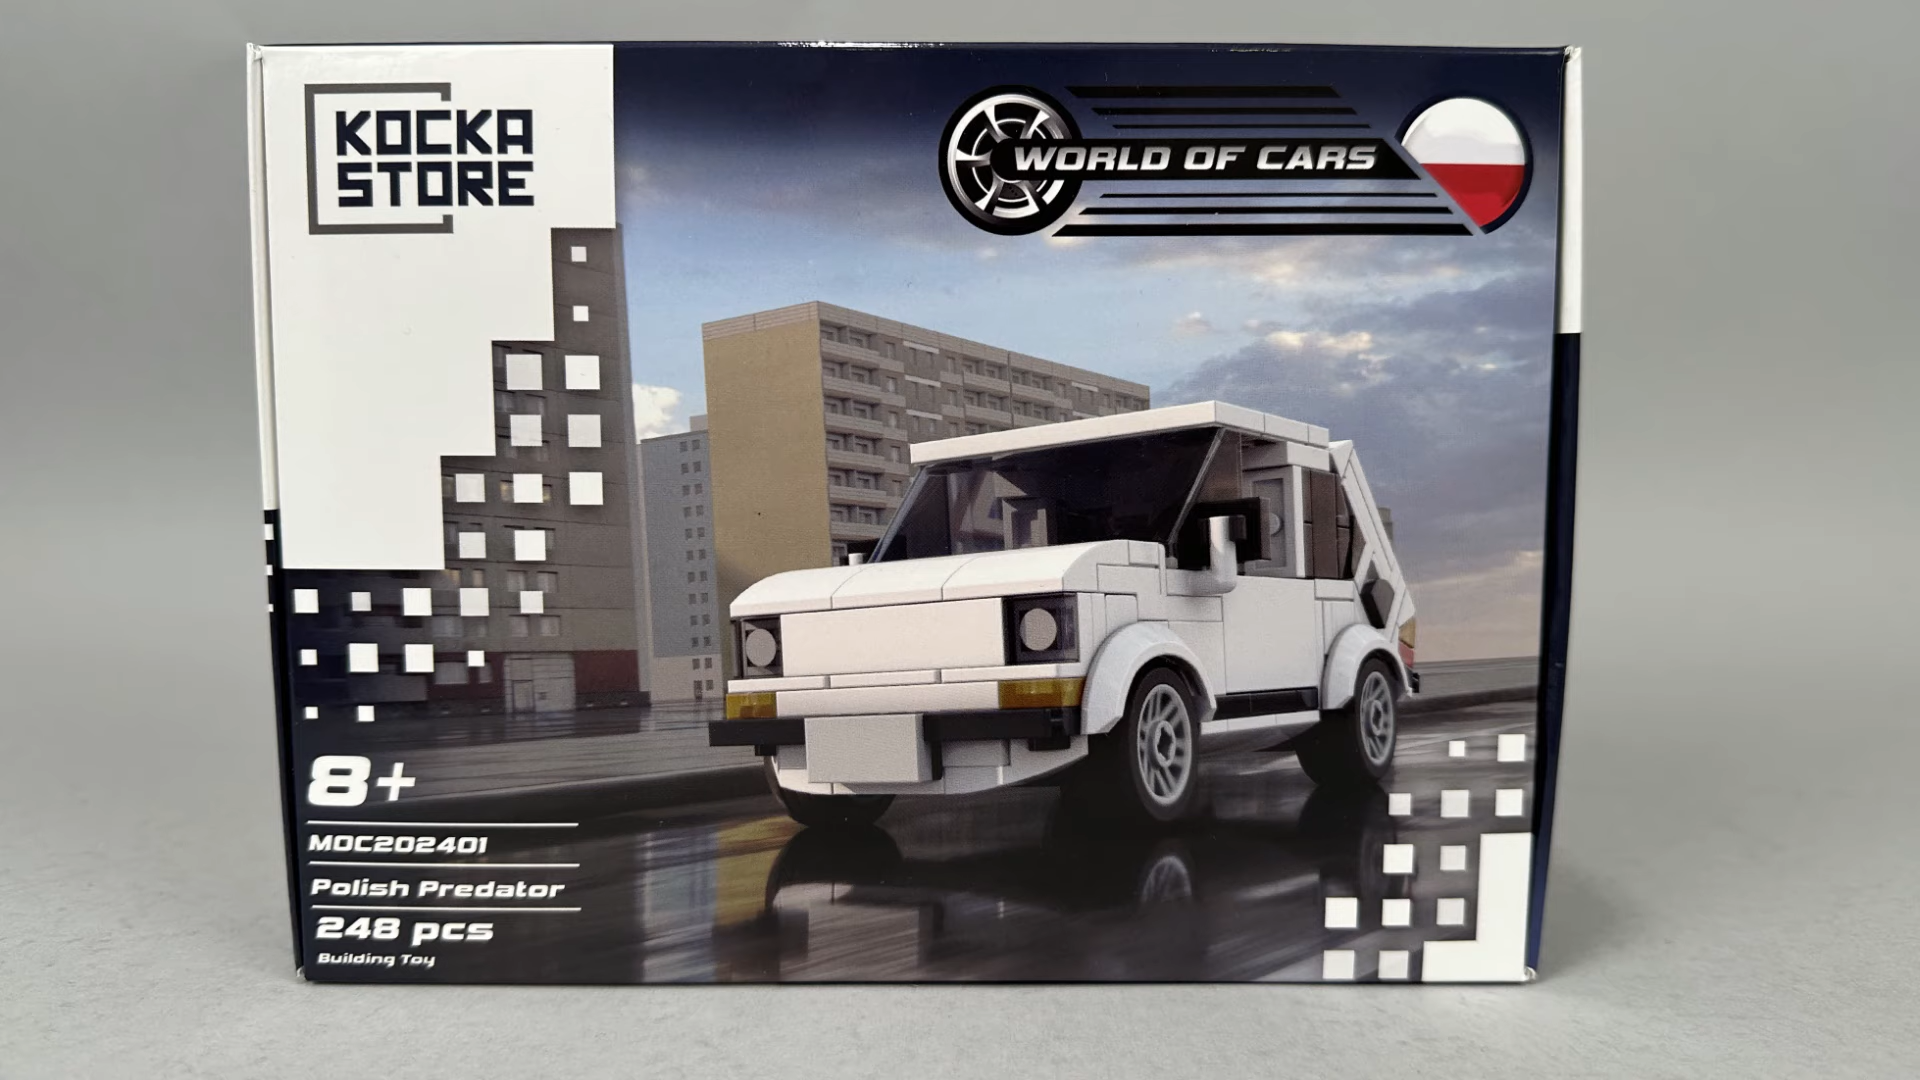 KOCKA
STORE
WORLD OF CARS
8+
MOC202401
Polish Predator
248 pcs
Building Toy